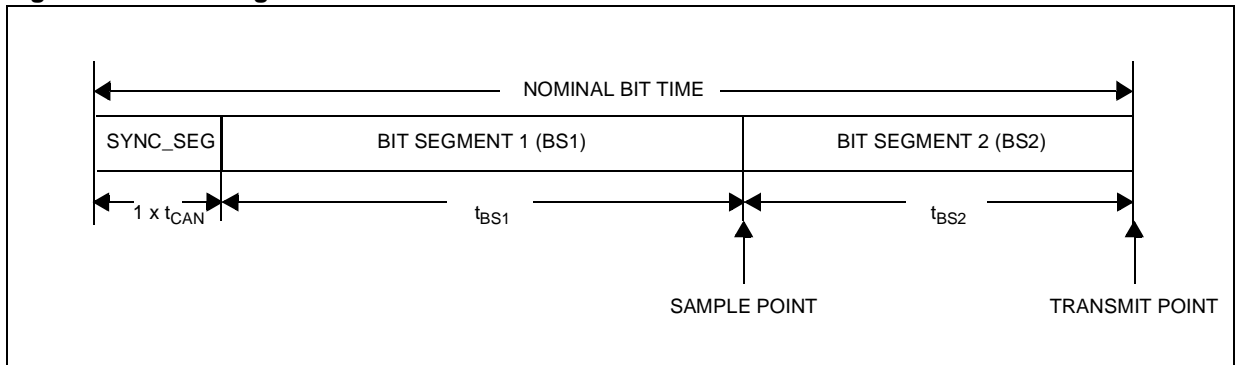 NOMINAL BIT TIME
SYNC_SEG
BIT SEGMENT 1 (BS1)
BIT SEGMENT 2 (BS2)
1 x tCAN
tBS1
tBS2
SAMPLE POINT
TRANSMIT POINT